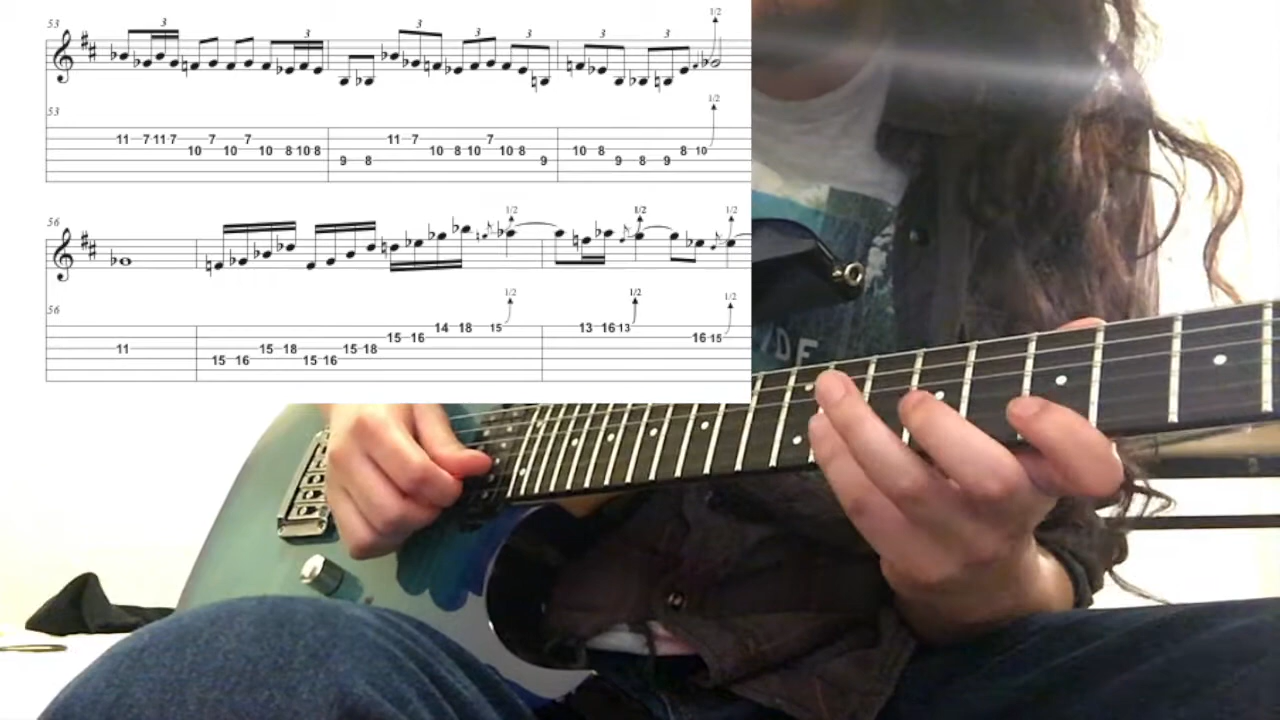 53
3 3 3 3 3 3 1/2
53 1/2
11 7 11 7 7 7 11 7 7
10 10 10 8 10 8 10 8 10 10 8 10 8 8 10
9 8 9 9 8 9
56 1/2 1/2 1/2
56 1/2 1/2 1/2
14 18 15 13 16 13
15 16 16 15
11 15 18 15 18
15 16 15 16
DE